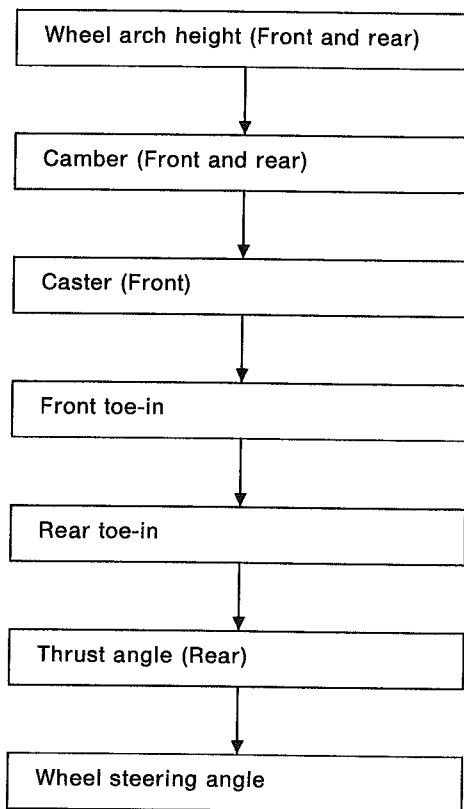 Wheel arch height (Front and rear)
Camber (Front and rear)
Caster (Front)
Front toe-in
Rear toe-in
Thrust angle (Rear)
Wheel steering angle